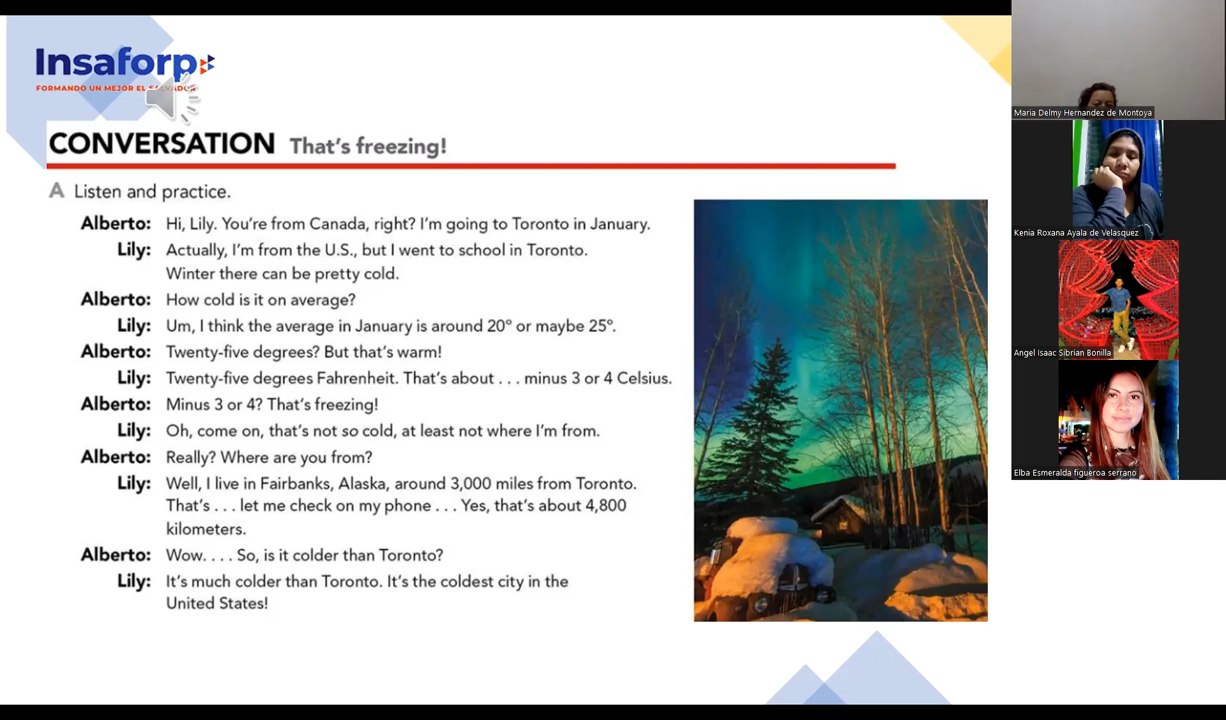 Insaforp
FORMANDO UN MEJOR EL SALVADOR
CONVERSATION That's freezing!
A Listen and practice.
Alberto: Hi, Lily. You're from Canada, right? I'm going to Toronto in January.
Lily: Actually, I'm from the U.S., but I went to school in Toronto.
Winter there can be pretty cold.
Alberto: How cold is it on average?
Lily: Um, I think the average in January is around 20º or maybe 25º.
Alberto: Twenty-five degrees? But that's warm!
Lily: Twenty-five degrees Fahrenheit. That's about . . . minus 3 or 4 Celsius.
Alberto: Minus 3 or 4? That's freezing!
Lily: Oh, come on, that's not so cold, at least not where I'm from.
Alberto: Really? Where are you from?
Lily: Well, I live in Fairbanks, Alaska, around 3,000 miles from Toronto.
That's . . . let me check on my phone . . . Yes, that's about 4,800
kilometers.
Alberto: Wow. . . . So, is it colder than Toronto?
Lily: It's much colder than Toronto. It's the coldest city in the
United States!
Maria Delmy Hernandez de Montoya
Kenia Roxana Ayala de Velasquez
Angel Isaac Sibrian Bonilla
Elba Esmeralda figueroa serrano